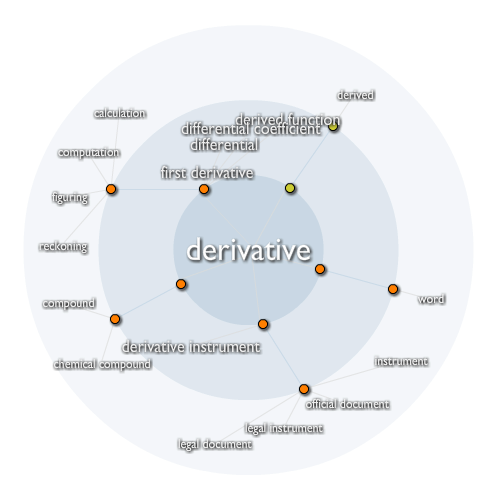 derived
calculation
derived function
differential coefficient
differential
computation
first derivative
figuring
reckoning
derivative
word
compound
derivative instrument
chemical compound
instrument
official document
legal instrument
legal document